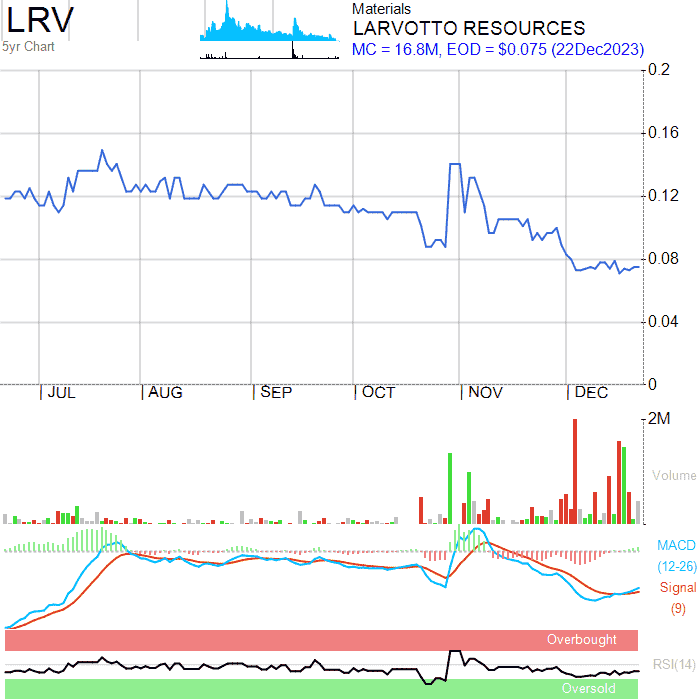 LRV
5yr Chart
Materials
LARVOTTO RESOURCES
MC = 16.8M, EOD = $0.075 (22Dec2023)
0.2
0.16
0.12
0.08
0.04
0
JUL AUG SEP OCT NOV DEC
2M
Volume
MACD
(12-26)
Signal
(9)
Overbought
RSI(14)
Oversold